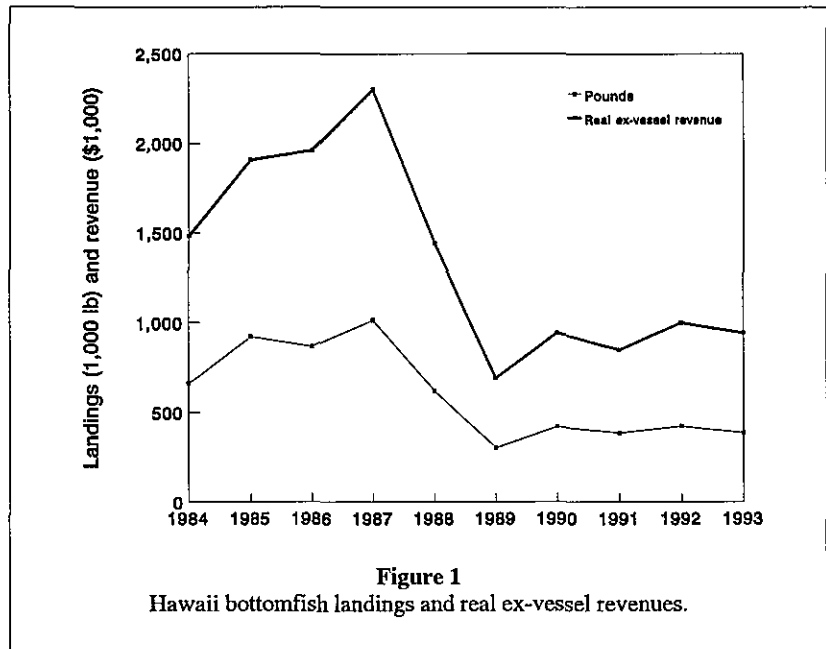 Landings (1,000 lb) and revenue ($1,000)
2,500
2,000
1,500
1,000
500
0
Pounds
Real ex-vessel revenue
1984 1985 1986 1987 1988 1989 1990 1991 1992 1993
Figure 1
Hawaii bottomfish landings and real ex-vessel revenues.